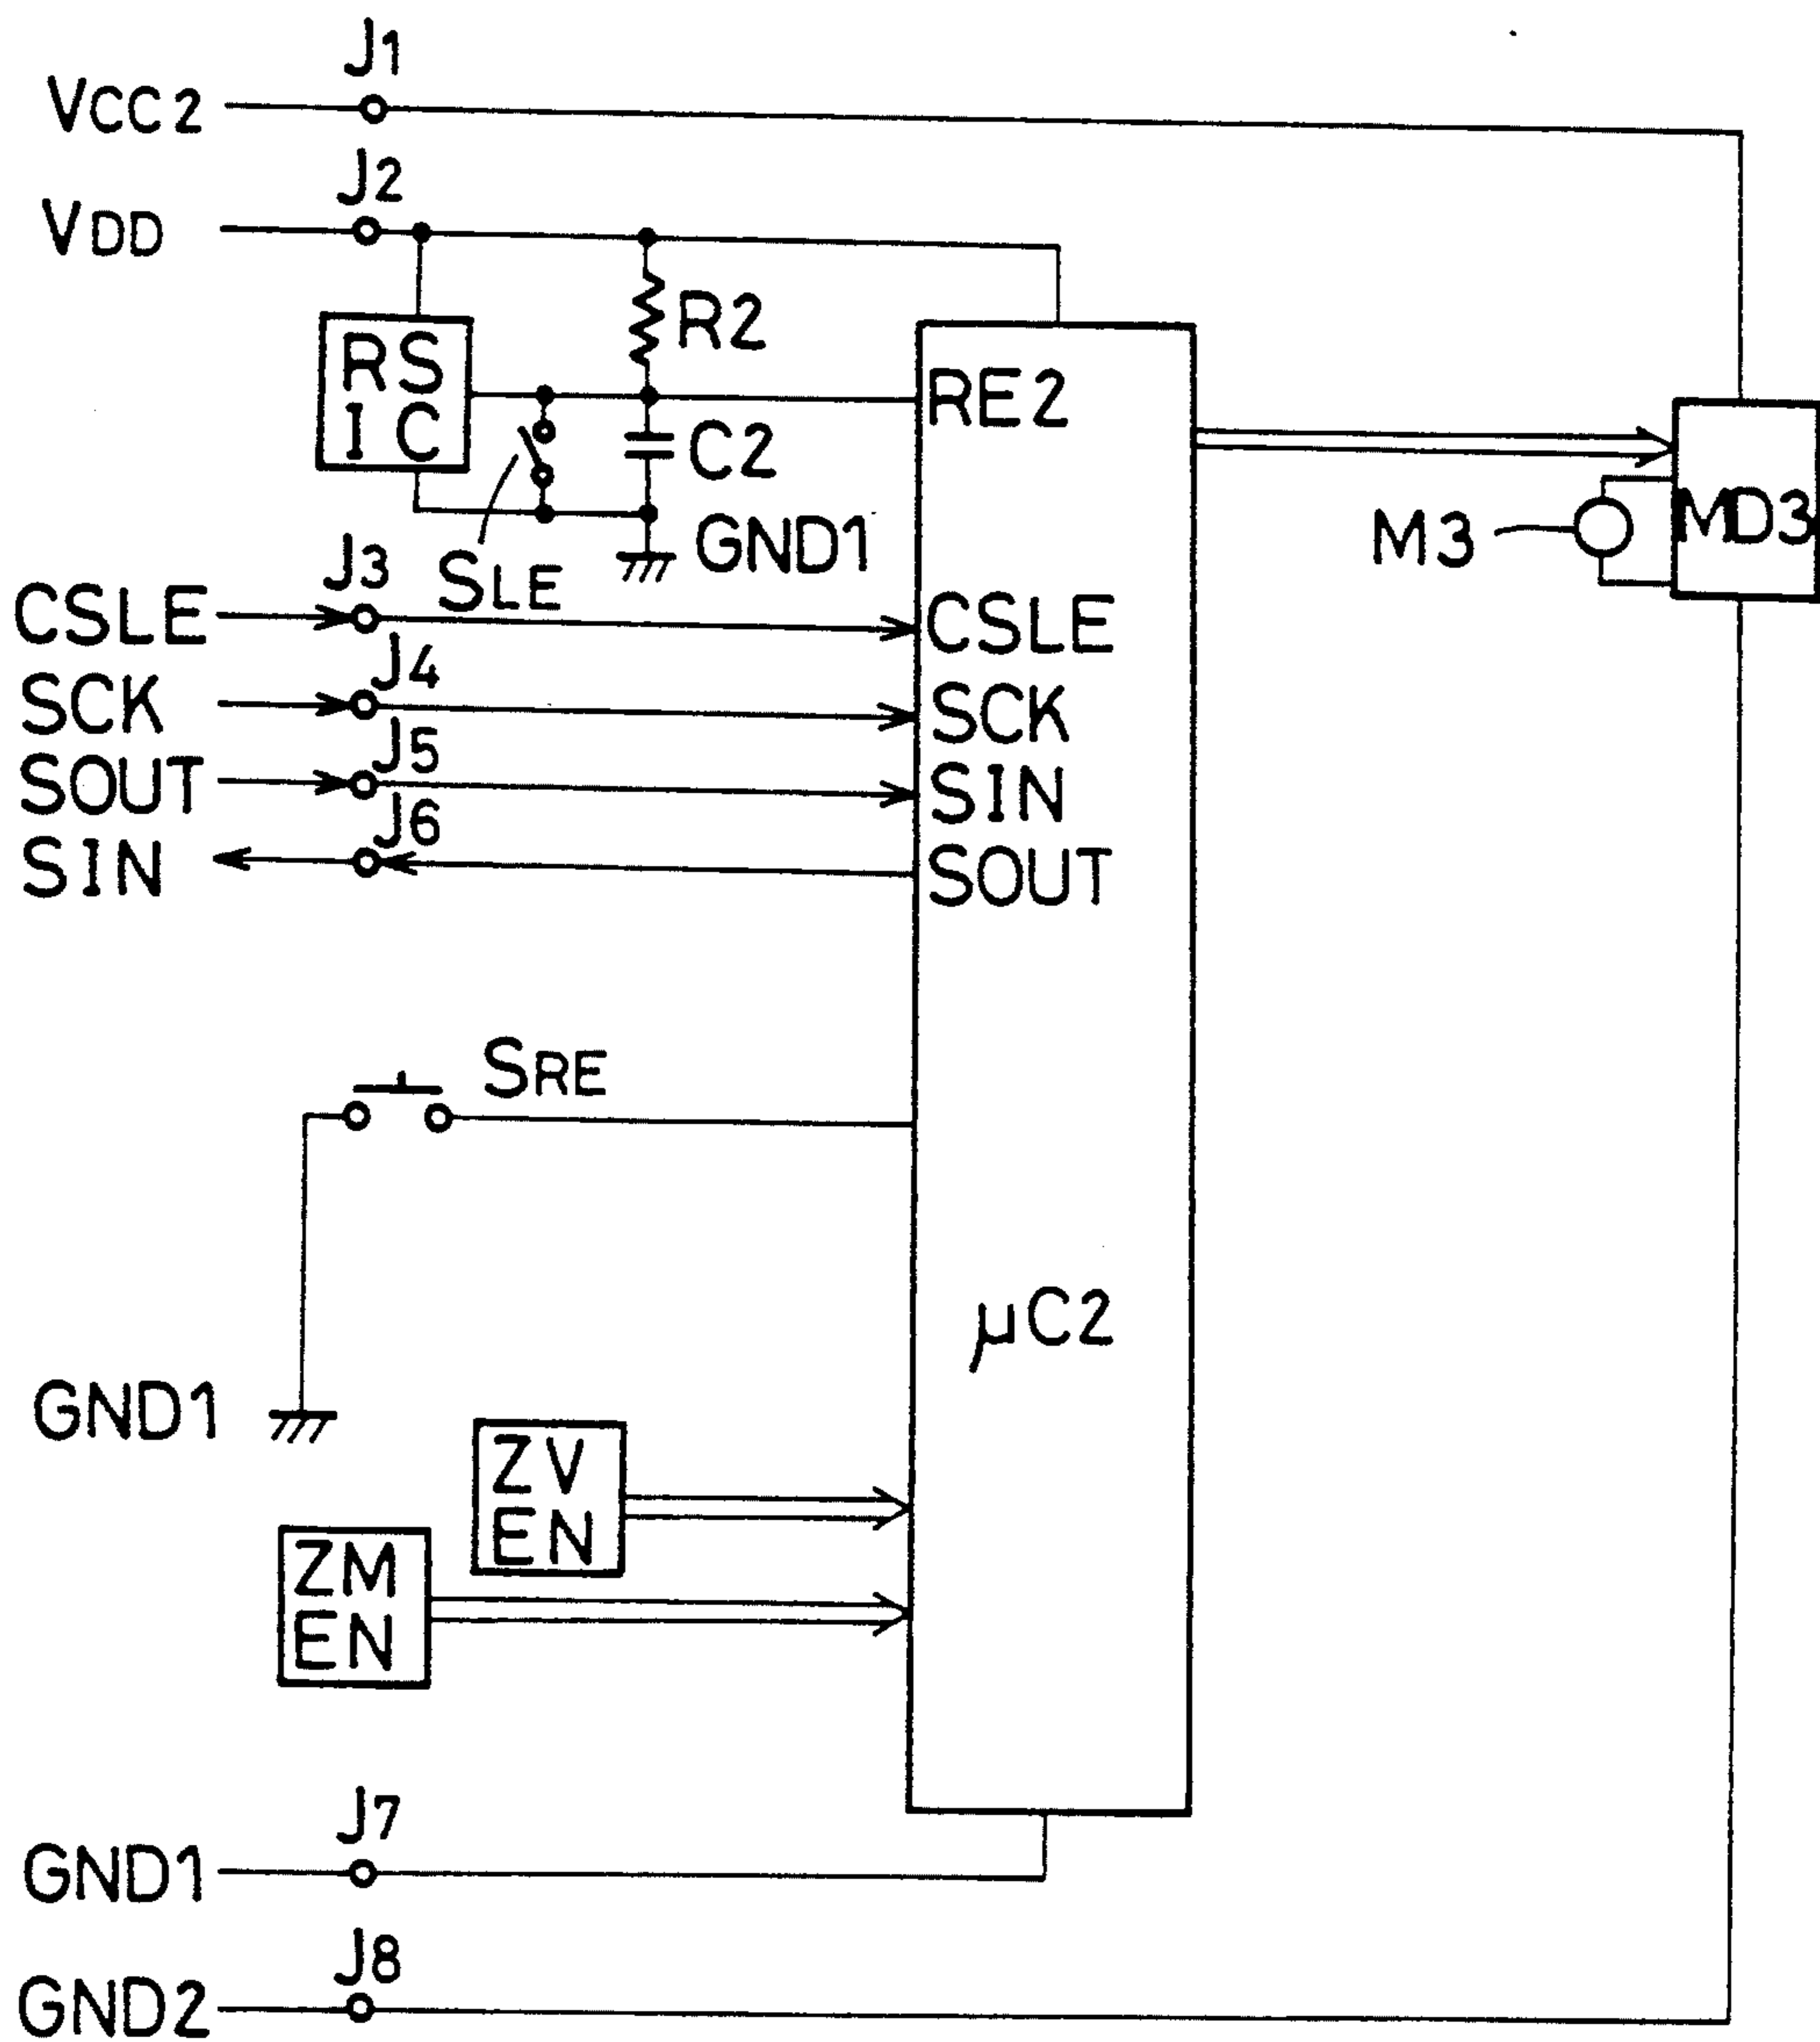 J1
VCC2
J2
VDD
RS
IC
R2
RE2
C2
GND1
M3
MD3
SLE
J3
CSLE
CSLE
J4
SCK
SCK
J5
SOUT
SIN
J6
SIN
SOUT
SRE
µC2
GND1
ZV
EN
ZM
EN
J7
GND1
J8
GND2